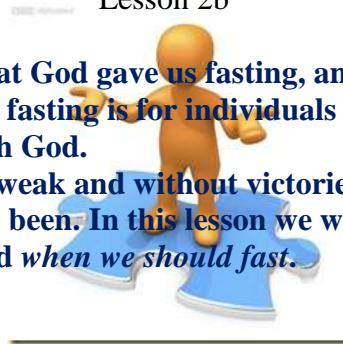 Lesson 2b
at God gave us fasting, an
fasting is for individuals
h God.
weak and without victorie
been. In this lesson we w
d when we should fast.